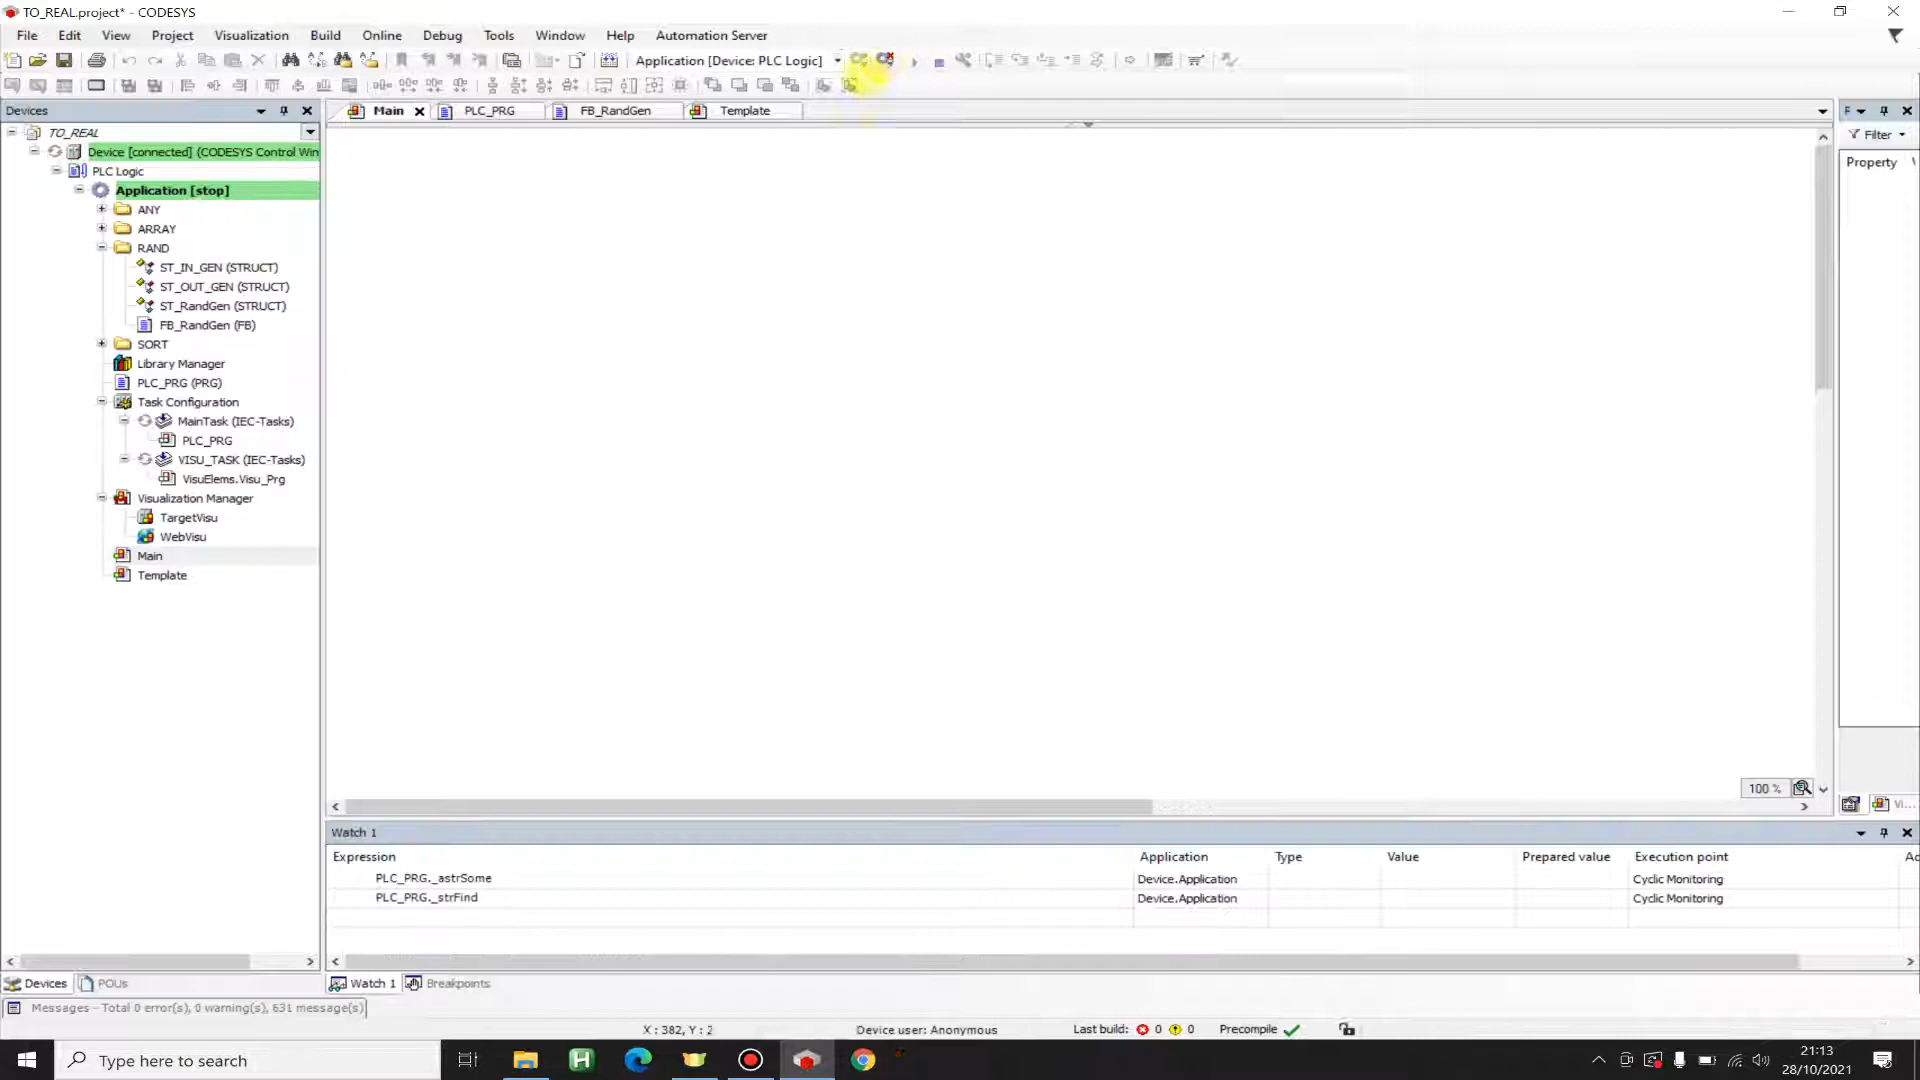 TO_REAL.project* - CODESYS
File Edit View Project Visualization Build Online Debug Tools Window Help Automation Server
Application [Device: PLC Logic]
Devices
Main PLC_PRG FB_RandGen Template
F
TO_REAL
Filter
Device [connected] (CODESYS Control Win
Property
PLC Logic
Application [stop]
ANY
ARRAY
RAND
ST_IN_GEN (STRUCT)
ST_OUT_GEN (STRUCT)
ST_RandGen (STRUCT)
FB_RandGen (FB)
SORT
Library Manager
PLC_PRG (PRG)
Task Configuration
MainTask (IEC-Tasks)
PLC_PRG
VISU_TASK (IEC-Tasks)
VisuElems.Visu_Prg
Visualization Manager
TargetVisu
WebVisu
Main
Template
100 %
Vi...
Watch 1
Expression Application Type Value Prepared value Execution point Ac
PLC_PRG._astrSome Device.Application Cyclic Monitoring
PLC_PRG._strFind Device.Application Cyclic Monitoring
Devices POUs
Watch 1 Breakpoints
Messages - Total 0 error(s), 0 warning(s), 631 message(s)
X : 382, Y : 2 Device user: Anonymous Last build: 0 0 Precompile
Type here to search
21:13
28/10/2021